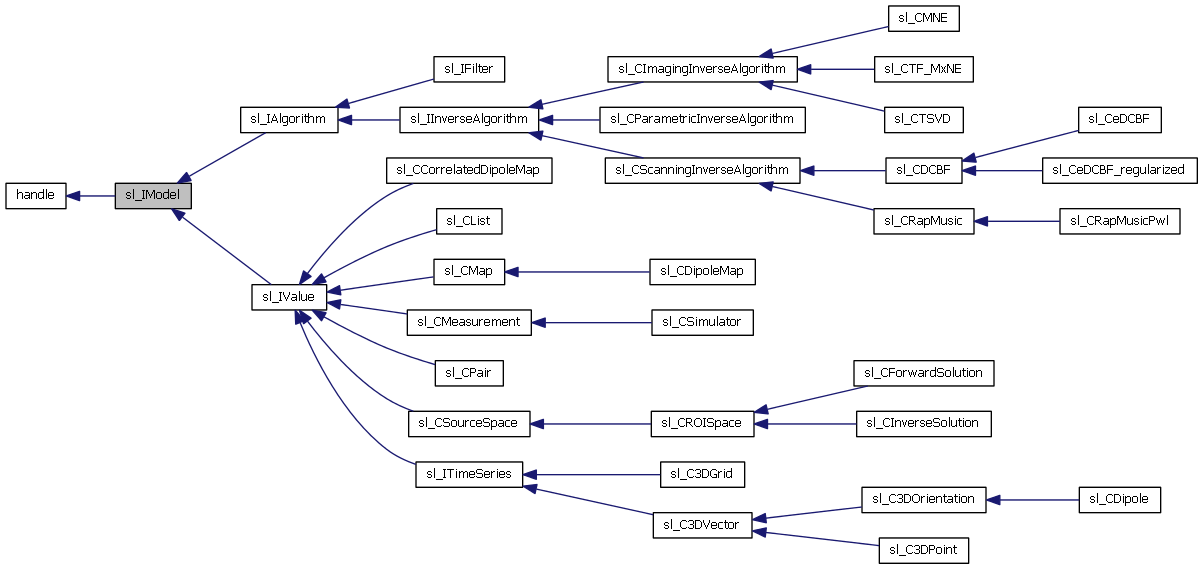 sl_CMNE
sl_IFilter
sl_CImagingInverseAlgorithm
sl_CTF_MxNE
sl_IAlgorithm
sl_IInverseAlgorithm
sl_CParametricInverseAlgorithm
sl_CTSVD
sl_CeDCBF
sl_CCorrelatedDipoleMap
sl_CScanningInverseAlgorithm
sl_CDCBF
sl_CeDCBF_regularized
handle
sl_IModel
sl_CList
sl_CRapMusic
sl_CRapMusicPwl
sl_CMap
sl_CDipoleMap
sl_IValue
sl_CMeasurement
sl_CSimulator
sl_CPair
sl_CForwardSolution
sl_CSourceSpace
sl_CROISpace
sl_CInverseSolution
sl_ITimeSeries
sl_C3DGrid
sl_C3DOrientation
sl_CDipole
sl_C3DVector
sl_C3DPoint